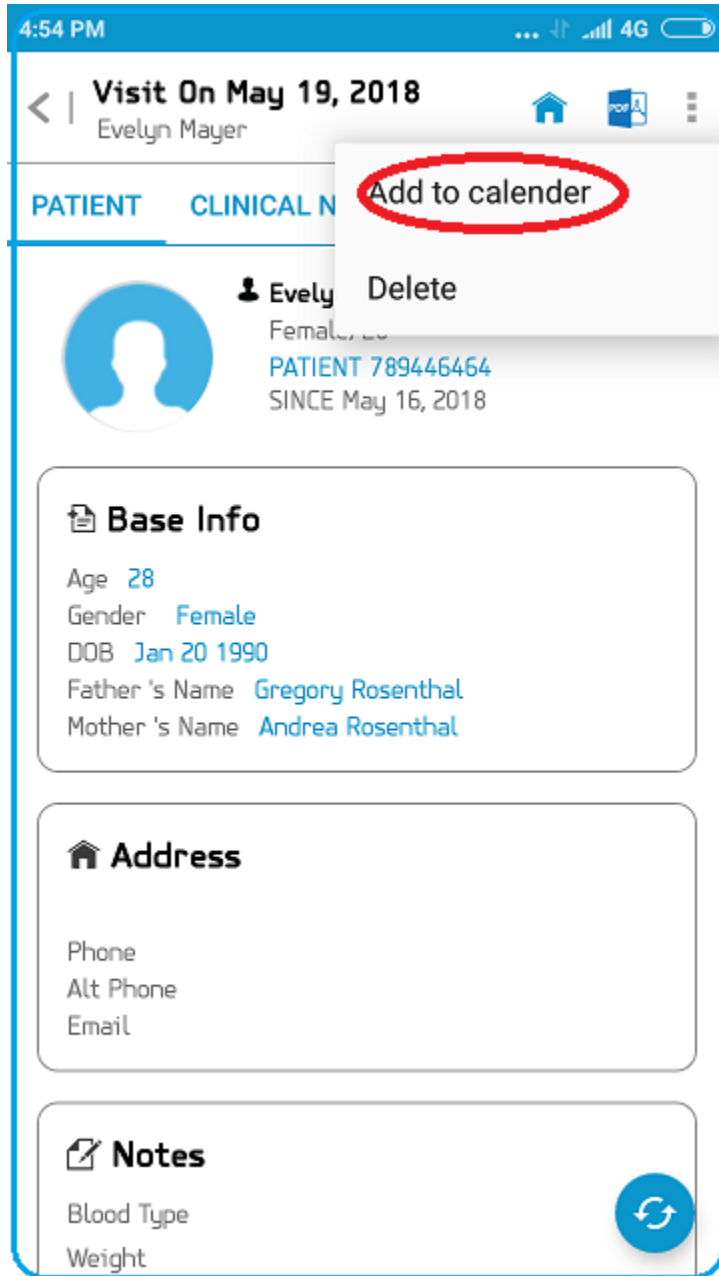 4:54 PM ... 4G
Visit On May 19, 2018
Evelyn Mayer
PDF
Add to calender
PATIENT CLINICAL N
Delete
Evely
Female,
PATIENT 789446464
SINCE May 16, 2018
Base Info
Age 28
Gender Female
DOB Jan 20 1990
Father 's Name Gregory Rosenthal
Mother 's Name Andrea Rosenthal
Address
Phone
Alt Phone
Email
Notes
Blood Type
Weight